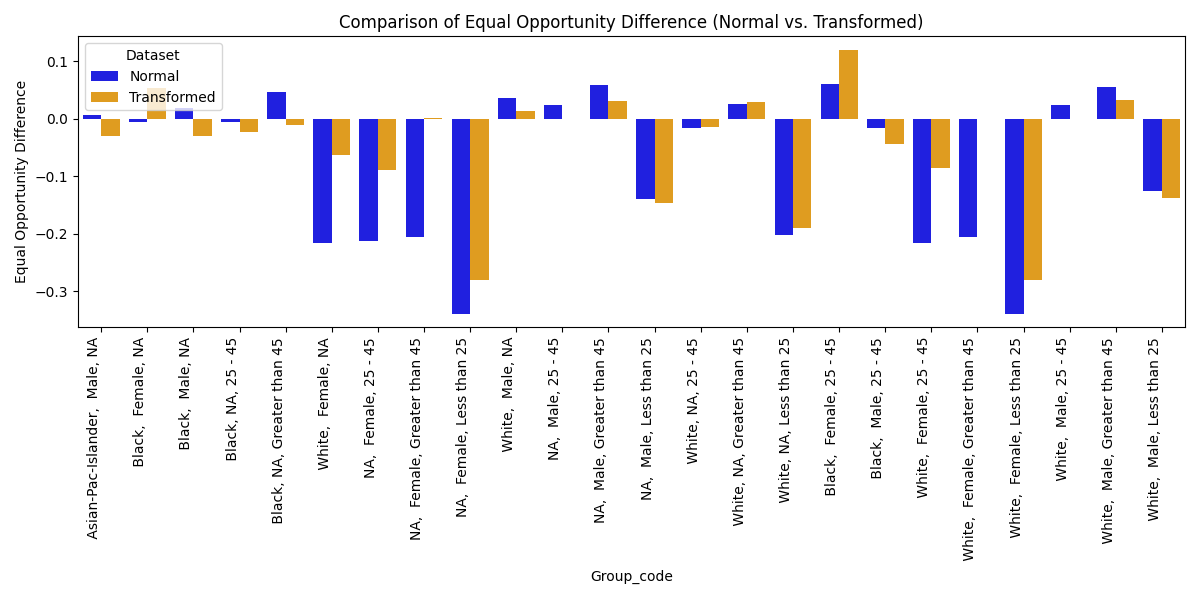 Comparison of Equal Opportunity Difference (Normal vs. Transformed)
Dataset
Normal
Transformed
Equal Opportunity Difference
0.1
0.0
−0.1
−0.2
−0.3
Asian-Pac-Islander,  Male, NA
Black,  Female, NA
Black,  Male, NA
Black, NA, 25 - 45
Black, NA, Greater than 45
White,  Female, NA
NA,  Female, 25 - 45
NA,  Female, Greater than 45
NA,  Female, Less than 25
White,  Male, NA
NA,  Male, 25 - 45
NA,  Male, Greater than 45
NA,  Male, Less than 25
White, NA, 25 - 45
White, NA, Greater than 45
White, NA, Less than 25
Black,  Female, 25 - 45
Black,  Male, 25 - 45
White,  Female, 25 - 45
White,  Female, Greater than 45
White,  Female, Less than 25
White,  Male, 25 - 45
White,  Male, Greater than 45
White,  Male, Less than 25
Group_code